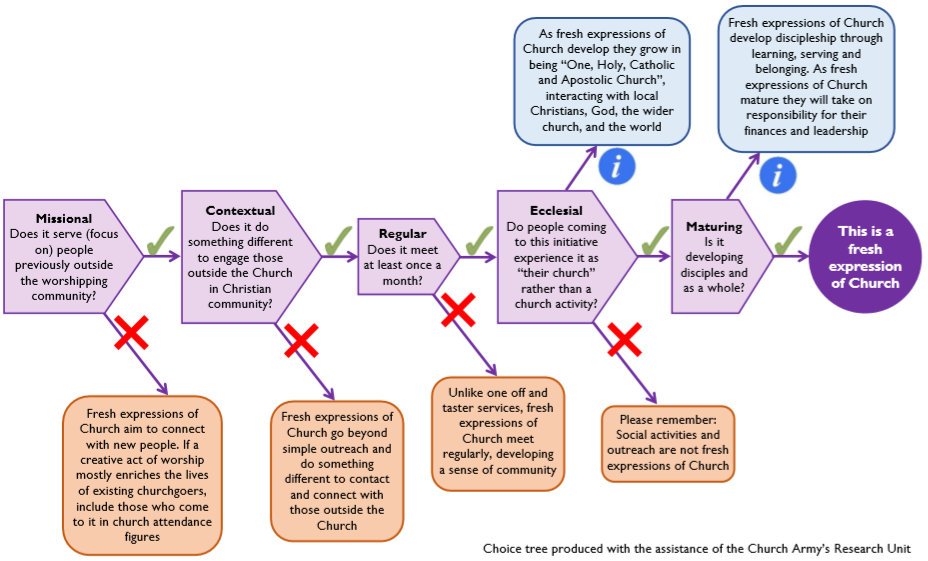 As fresh expressions of
Church develop they grow in
being “One, Holy, Catholic
and Apostolic Church”,
interacting with local
Christians, God, the wider
church, and the world
Fresh expressions of Church
develop discipleship through
learning, serving and
belonging. As fresh
expressions of Church
mature they will take on
responsibility for their
finances and leadership
i
i
Missional
Does it serve (focus
on) people
previously outside
the worshipping
community?
Contextual
Does it do
something different
to engage those
outside the Church
in Christian
community?
Regular
Does it meet
at least once a
month?
Ecclesial
Do people coming
to this initiative
experience it as
“their church”
rather than a
church activity?
Maturing
Is it
developing
disciples and
as a whole?
This is a
fresh
expression
of Church
Fresh expressions of
Church aim to connect
with new people. If a
creative act of worship
mostly enriches the lives
of existing churchgoers,
include those who come
to it in church attendance
figures
Fresh expressions of
Church go beyond
simple outreach and
do something
different to contact
and connect with
those outside the
Church
Unlike one off and
taster services, fresh
expressions of
Church meet
regularly, developing
a sense of community
Please remember:
Social activities and
outreach are not fresh
expressions of Church
Choice tree produced with the assistance of the Church Army’s Research Unit